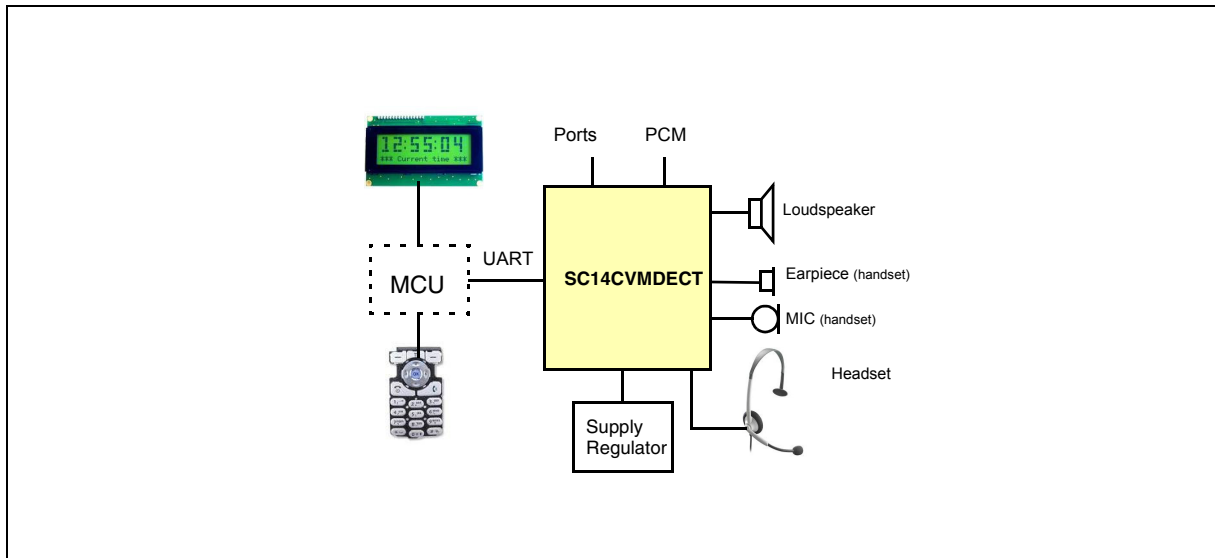 12:55:04
*** Current time ***
Ports
PCM
Loudspeaker
MCU
UART
SC14CVMDECT
Earpiece (handset)
MIC (handset)
Headset
Supply
Regulator